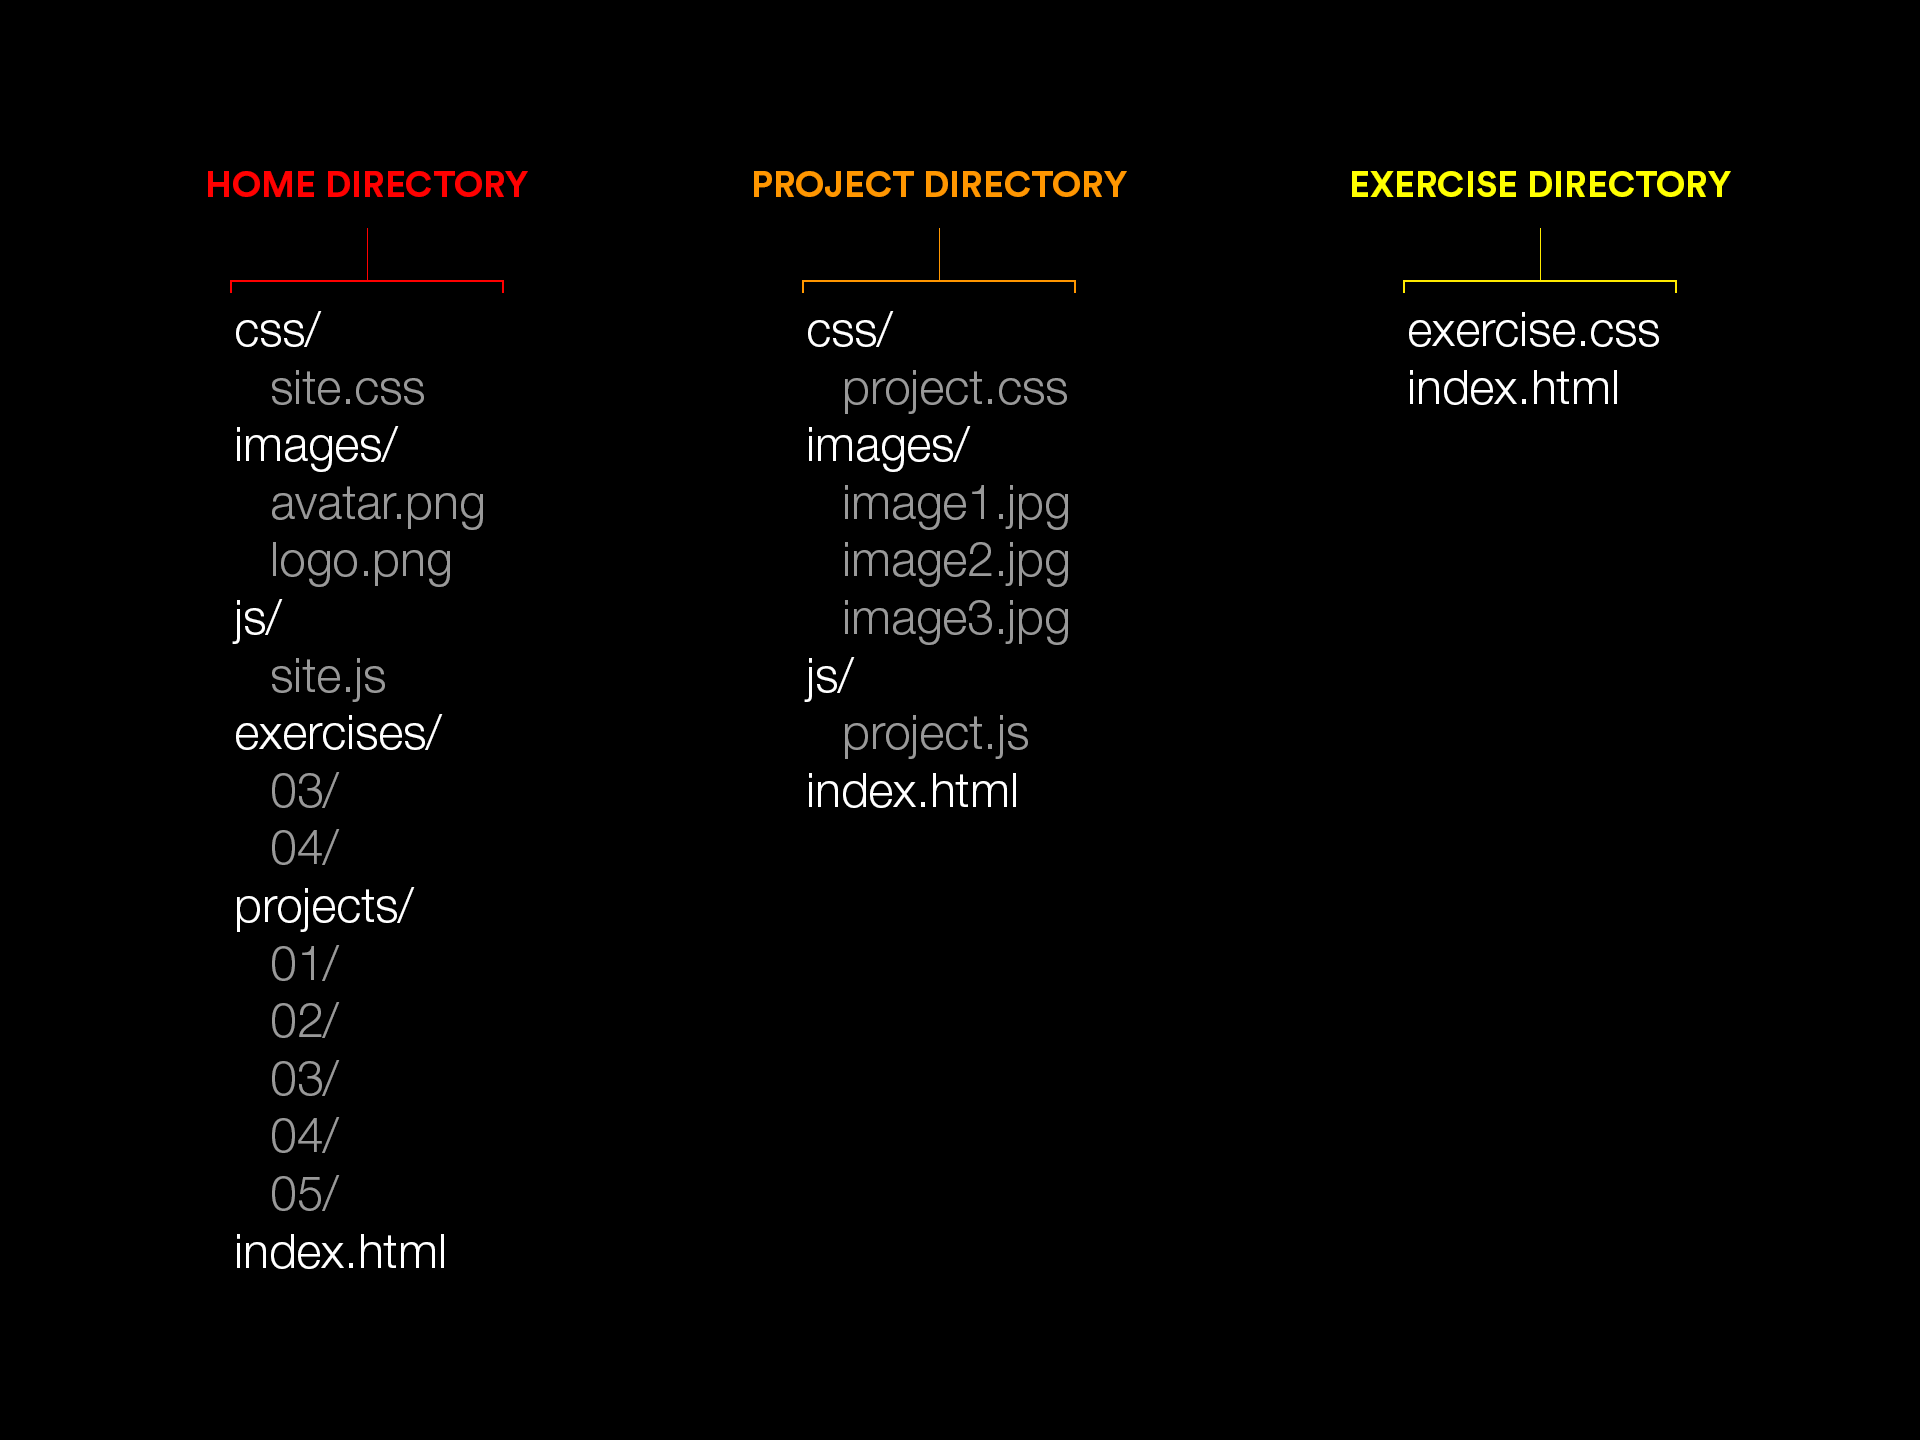 HOME DIRECTORY
css/
site.css
images/
avatar.png
logo.png
js/
site.js
exercises/
03/
04/
projects/
01/
02/
03/
04/
05/
index.html
PROJECT DIRECTORY
css/
project.css
images/
image1.jpg
image2.jpg
image3.jpg
js/
project.js
index.html
EXERCISE DIRECTORY
exercise.css
index.html